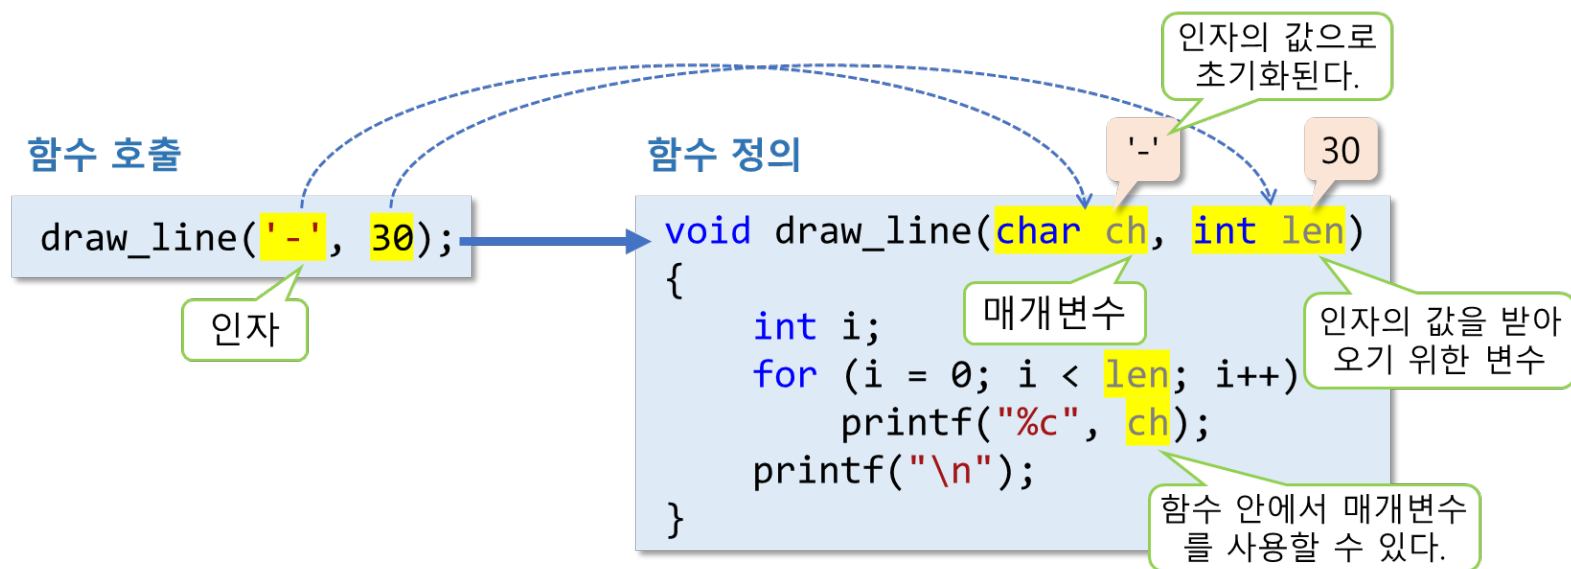 인자의 값으로
초기화된다.
함수 호출
함수 정의
'-'
30
draw_line('-', 30);
void draw_line(char ch, int len)
{
인자
매개변수
인자의 값을 받아
오기 위한 변수
int i;
for (i = 0; i < len; i++)
printf("%c", ch);
printf("\n");
}
함수 안에서 매개변수
를 사용할 수 있다.